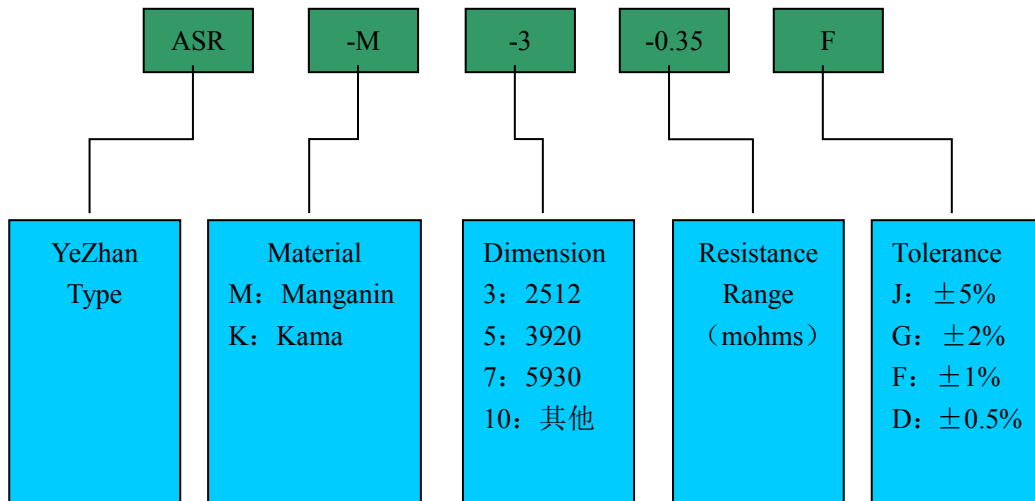 ASR
-M
-3
-0.35
F
YeZhan
Type
Material
M：Manganin
K：Kama
Dimension
3：2512
5：3920
7：5930
10：其他
Resistance
Range
（mohms）
Tolerance
J：±5%
G：±2%
F：±1%
D：±0.5%